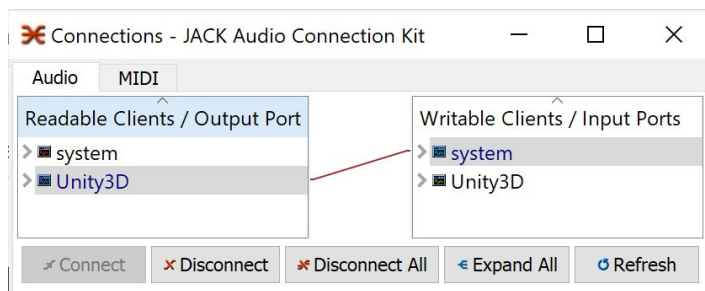 Connections - JACK Audio Connection Kit
Audio MIDI
Readable Clients / Output Port
system
Unity3D
Writable Clients / Input Ports
system
Unity3D
Connect Disconnect Disconnect All Expand All Refresh